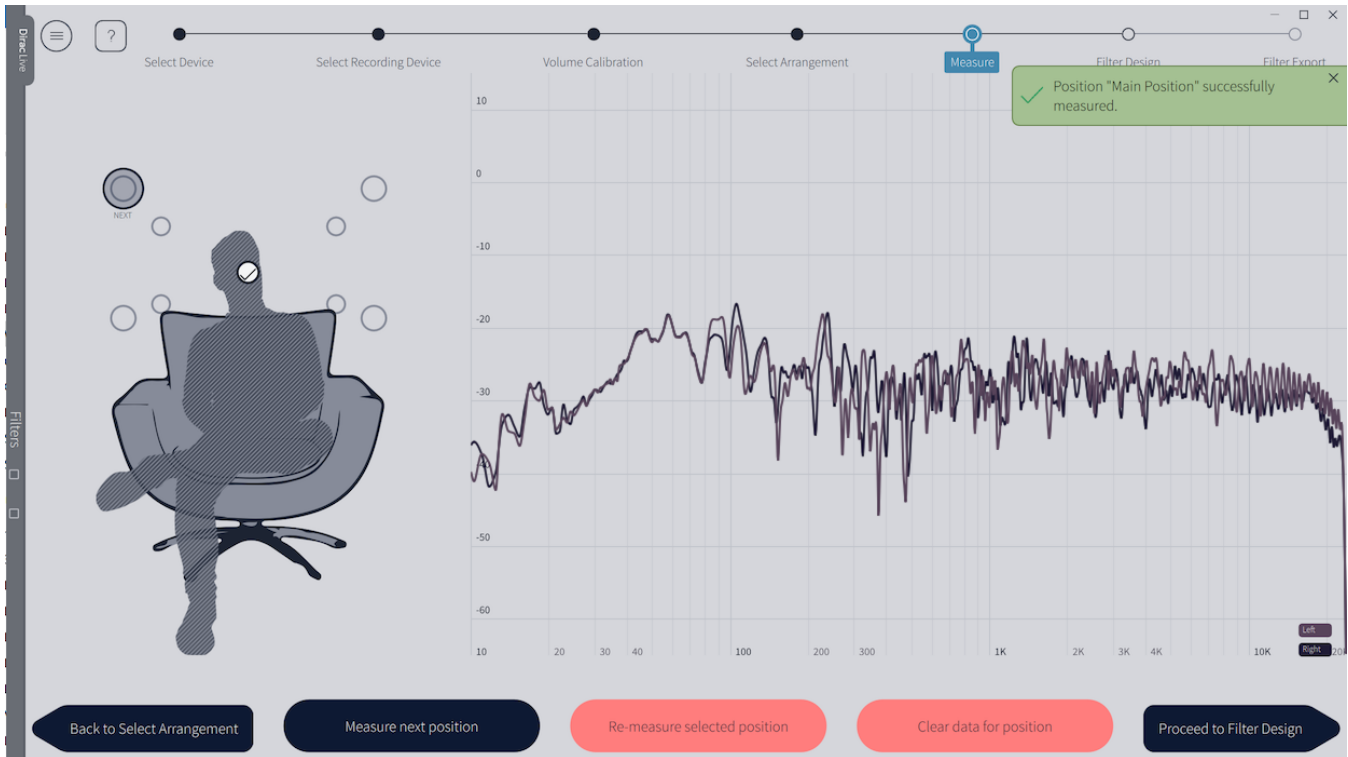 Dirac Live
?
Select Device
Select Recording Device
Volume Calibration
Select Arrangement
Measure
Filter Design
Filter Export
Position "Main Position" successfully
measured.
NEXT
Filters
10
0
-10
-20
-30
-50
-60
Left
Right
10 20 30 40 100 200 300 1K 2K 3K 4K 10K
Back to Select Arrangement
Measure next position
Re-measure selected position
Clear data for position
Proceed to Filter Design